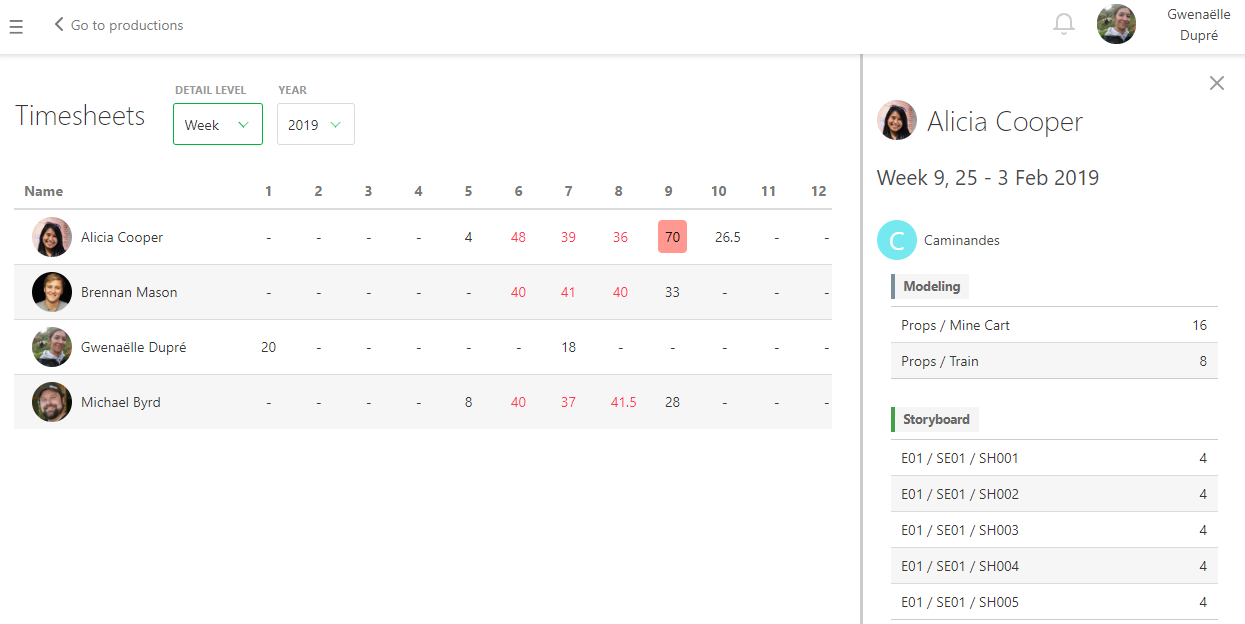 Go to productions
Gwenaëlle
Dupré
DETAIL LEVEL YEAR
Timesheets Week 2019
Name 1 2 3 4 5 6 7 8 9 10 11 12
Alicia Cooper - - - - 4 48 39 36 70 26.5 - -
Brennan Mason - - - - - 40 41 40 33 - - -
Gwenaëlle Dupré 20 - - - - - 18 - - - - -
Michael Byrd - - - - 8 40 37 41.5 28 - - -
Alicia Cooper
Week 9, 25 - 3 Feb 2019
C Caminandes
Modeling
Props / Mine Cart 16
Props / Train 8
Storyboard
E01 / SE01 / SH001 4
E01 / SE01 / SH002 4
E01 / SE01 / SH003 4
E01 / SE01 / SH004 4
E01 / SE01 / SH005 4